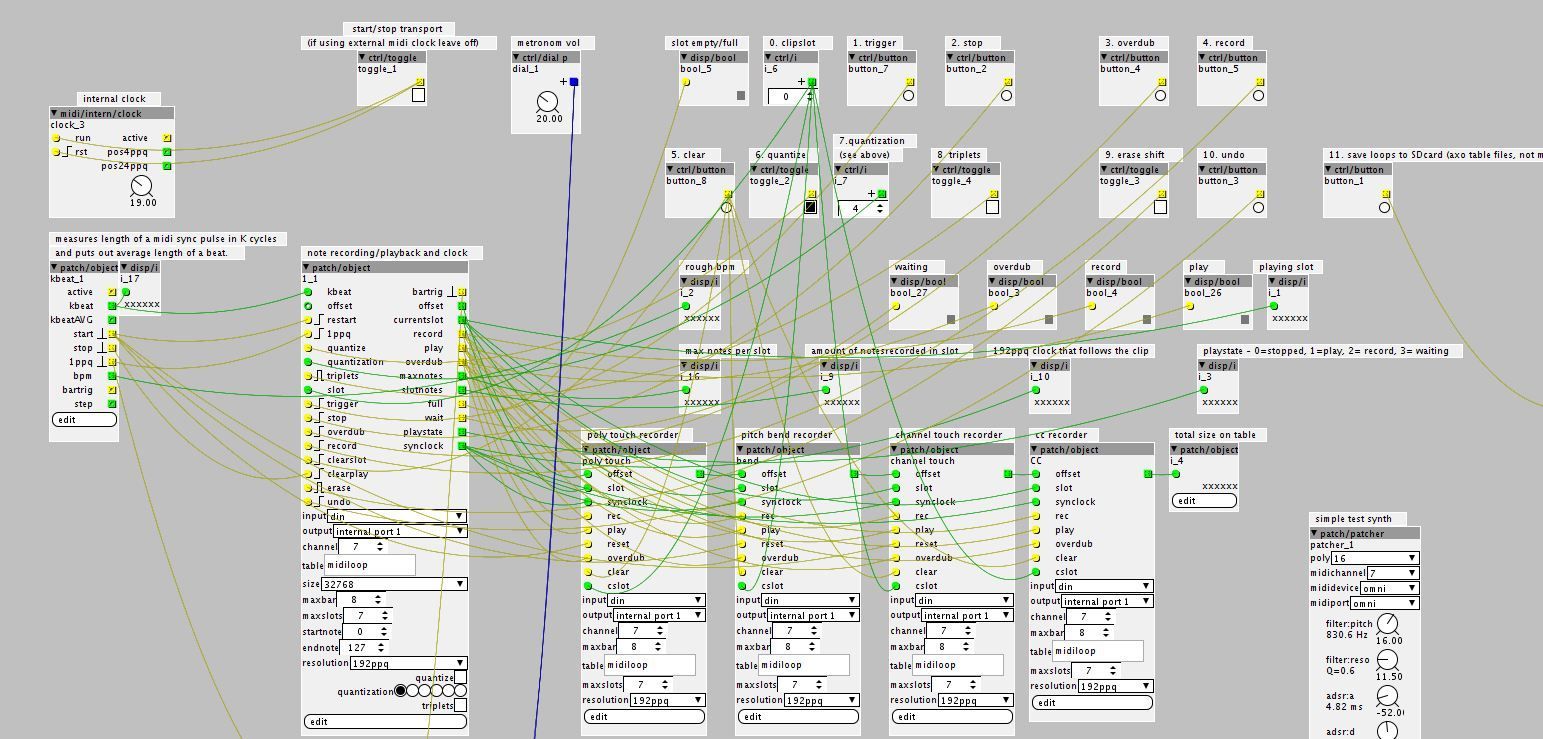 start/stop transport
(if using external midi clock leave off)
▼ ctrl/toggle
toggle_1
metronom vol
▼ ctrl/dial p
dial_1
+
20.00
slot empty/full
▼ disp/bool
bool_5
0. clipslot
▼ ctrl/i
i_6
+
0
1. trigger
▼ ctrl/button
button_7
2. stop
▼ ctrl/button
button_2
3. overdub
▼ ctrl/button
button_4
4. record
▼ ctrl/button
button_5
internal clock
▼ midi/intern/clock
clock_3
run active
rst pos4ppq
pos24ppq
19.00
5. clear
▼ ctrl/button
button_8
6. quantize
▼ ctrl/toggle
toggle_2
7.quantization
(see above)
▼ ctrl/i
i_7
+
4
8. triplets
▼ ctrl/toggle
toggle_4
9. erase shift
▼ ctrl/toggle
toggle_3
10. undo
▼ ctrl/button
button_3
11. save loops to SDcard (axo table files, not m
▼ ctrl/button
button_1
measures length of a midi sync pulse in K cycles
and puts out average length of a beat.
▼ patch/object
kbeat_1
active
kbeat
kbeatAVG
start
stop
1ppq
bpm
bartrig
step
edit
▼ disp/i
i_17
xxxxxx
note recording/playback and clock
▼ patch/object
1_1
kbeat bartrig
offset offset
restart currentslot
1ppq record
quantize play
quantization overdub
triplets maxnotes
slot slotnotes
trigger full
stop wait
overdub playstate
record synclock
clearslot
clearplay
erase
undo
input din
output internal port 1
channel 7
table midiloop
size 32768
maxbar 8
maxslots 7
startnote 0
endnote 127
resolution 192ppq
quantize
quantization
triplets
edit
rough bpm
▼ disp/i
i_2
xxxxxx
waiting
▼ disp/bool
bool_27
overdub
▼ disp/bool
bool_3
record
▼ disp/bool
bool_4
play
▼ disp/bool
bool_26
playing slot
▼ disp/i
i_1
xxxxxx
max notes per slot
▼ disp/i
i_16
xxxxxx
amount of notesrecorded in slot
▼ disp/i
i_9
xxxxxx
192ppq clock that follows the clip
▼ disp/i
i_10
xxxxxx
playstate - 0=stopped, 1=play, 2= record, 3= waiting
▼ disp/i
i_3
xxxxxx
poly touch recorder
▼ patch/object
poly touch
offset
slot
synclock
rec
play
reset
overdub
clear
cslot
input din
output internal port 1
channel 7
maxbar 8
table midiloop
maxslots 7
resolution 192ppq
edit
pitch bend recorder
▼ patch/object
bend
offset
slot
synclock
rec
play
reset
overdub
clear
cslot
input din
output internal port 1
channel 7
maxbar 8
table midiloop
maxslots 7
resolution 192ppq
edit
channel touch recorder
▼ patch/object
channel touch
offset
slot
synclock
rec
play
reset
overdub
clear
cslot
input din
output internal port 1
channel 7
maxbar 8
table midiloop
maxslots 7
resolution 192ppq
edit
cc recorder
▼ patch/object
CC
offset
slot
synclock
rec
play
overdub
clear
cslot
input din
output internal port 1
channel 7
maxbar 8
table midiloop
maxslots 7
resolution 192ppq
edit
total size on table
▼ patch/object
i_4
xxxxxx
edit
simple test synth
▼ patch/patcher
patcher_1
poly 16
midichannel 7
mididevice omni
midiport omni
filter:pitch
830.6 Hz
16.00
filter:reso
Q=0.6
11.50
adsr:a
4.82 ms
-52.0
adsr:d